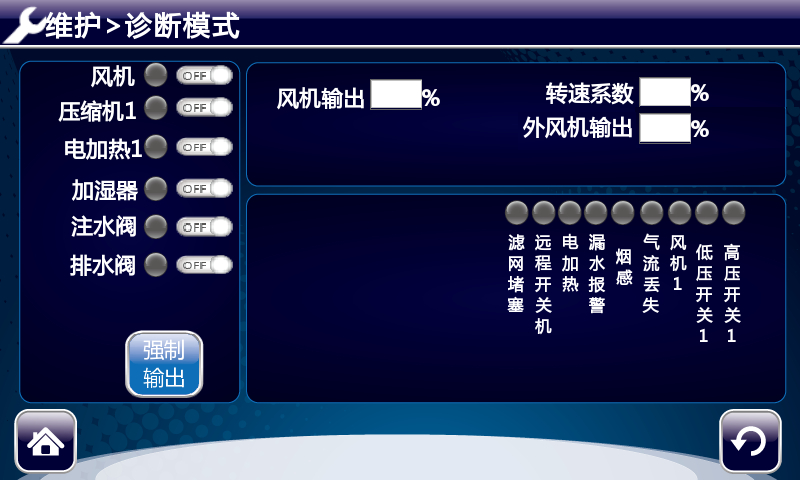 维护>诊断模式
风机 OFF
压缩机1 OFF
电加热1 OFF
加湿器 OFF
注水阀 OFF
排水阀 OFF
强制
输出
风机输出 %
转速系数 %
外风机输出 %
滤网堵塞
远程开关机
电加热
漏水报警
烟感
气流丢失
风机1
低压开关1
高压开关1